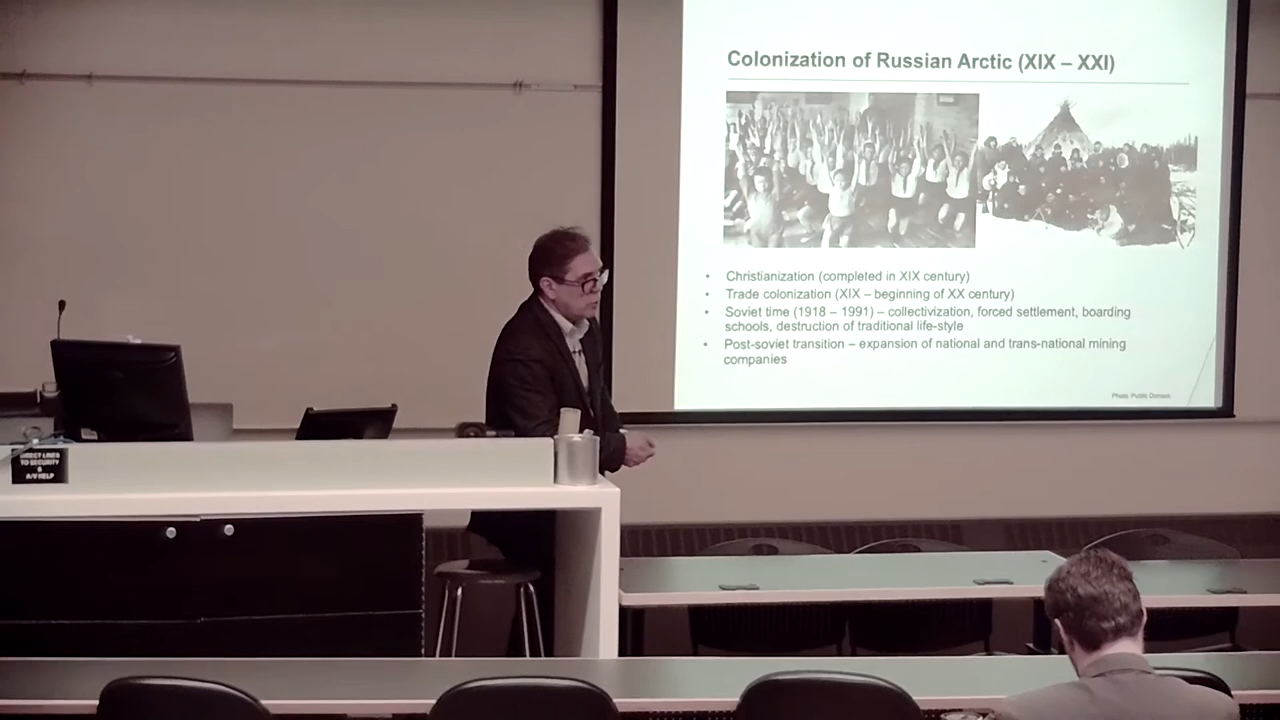 Colonization of Russian Arctic (XIX – XXI)
• Christianization (completed in XIX century)
• Trade colonization (XIX – beginning of XX century)
• Soviet time (1918 – 1991) – collectivization, forced settlement, boarding
schools, destruction of traditional life-style
• Post-soviet transition – expansion of national and trans-national mining
companies
Photo: Public Domain
DIRECT LINES
TO SECURITY
&
A/V HELP